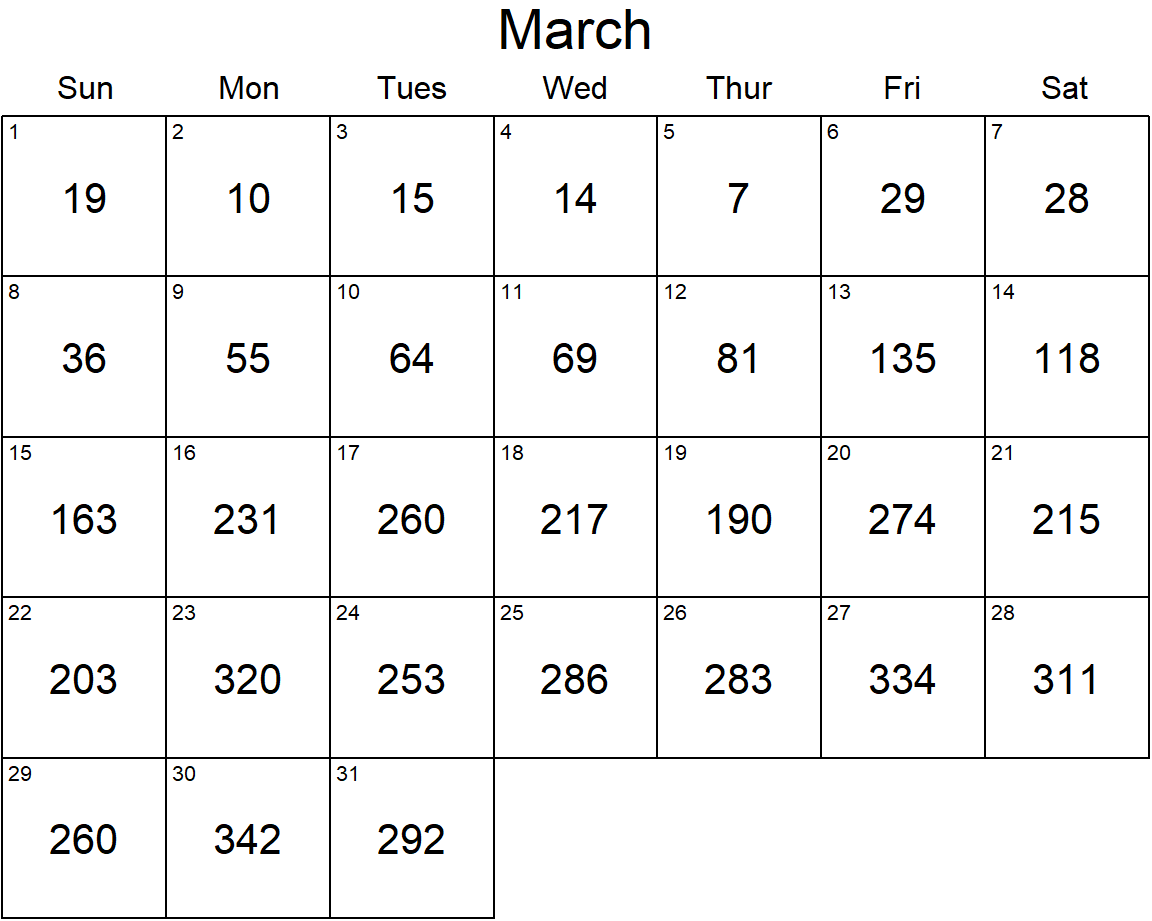 March
Sun Mon Tues Wed Thur Fri Sat
1 2 3 4 5 6 7
19 10 15 14 7 29 28
8 9 10 11 12 13 14
36 55 64 69 81 135 118
15 16 17 18 19 20 21
163 231 260 217 190 274 215
22 23 24 25 26 27 28
203 320 253 286 283 334 311
29 30 31
260 342 292